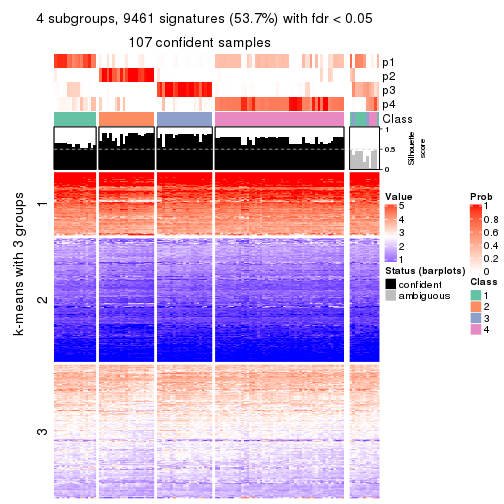 4 subgroups, 9461 signatures (53.7%) with fdr < 0.05
107 confident samples
p1
p2
p3
p4
Class
1
0.5
0
Silhouette
score
k-means with 3 groups
1
2
3
Value
5
4
3
2
1
Status (barplots)
confident
ambiguous
Prob
1
0.8
0.6
0.4
0.2
0
Class
1
2
3
4